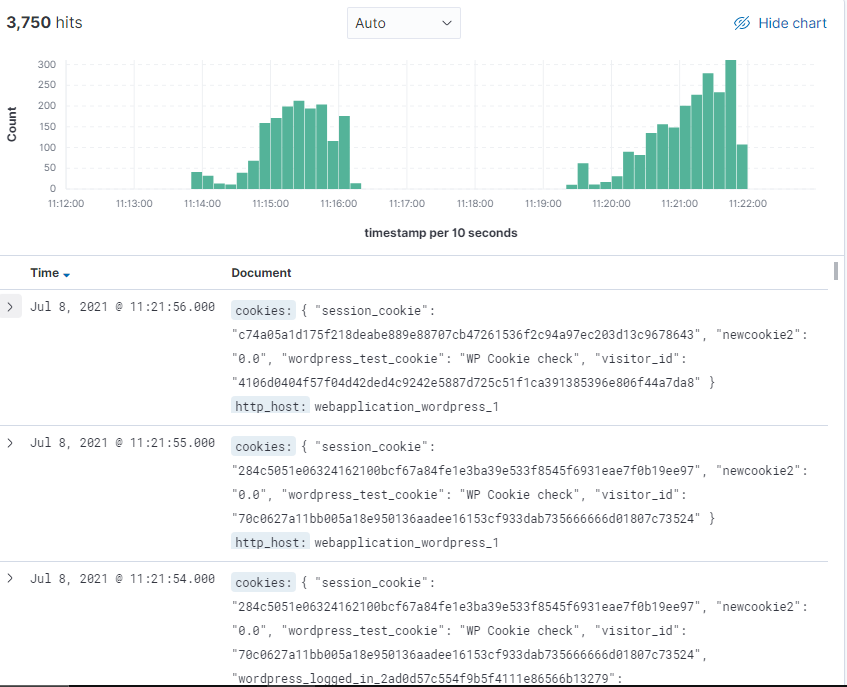 3,750 hits
Auto
Hide chart
300
250
200
150
100
50
0
Count
11:12:00 11:13:00 11:14:00 11:15:00 11:16:00 11:17:00 11:18:00 11:19:00 11:20:00 11:21:00 11:22:00
timestamp per 10 seconds
Time Document
Jul 8, 2021 @ 11:21:56.000 cookies: { "session_cookie":
"c74a05a1d175f218deabe889e88707cb47261536f2c94a97ec203d13c9678643", "newcookie2":
"0.0", "wordpress_test_cookie": "WP Cookie check", "visitor_id":
"4106d0404f57f04d42ded4c9242e5887d725c51f1ca391385396e806f44a7da8" }
http_host: webapplication_wordpress_1
Jul 8, 2021 @ 11:21:55.000 cookies: { "session_cookie":
"284c5051e06324162100bcf67a84fe1e3ba39e533f8545f6931eae7f0b19ee97", "newcookie2":
"0.0", "wordpress_test_cookie": "WP Cookie check", "visitor_id":
"70c0627a11bb005a18e950136aadee16153cf933dab735666666d01807c73524" }
http_host: webapplication_wordpress_1
Jul 8, 2021 @ 11:21:54.000 cookies: { "session_cookie":
"284c5051e06324162100bcf67a84fe1e3ba39e533f8545f6931eae7f0b19ee97", "newcookie2":
"0.0", "wordpress_test_cookie": "WP Cookie check", "visitor_id":
"70c0627a11bb005a18e950136aadee16153cf933dab735666666d01807c73524",
"wordpress_logged_in_2ad0d57c554f9b5f4111e86566b13279":